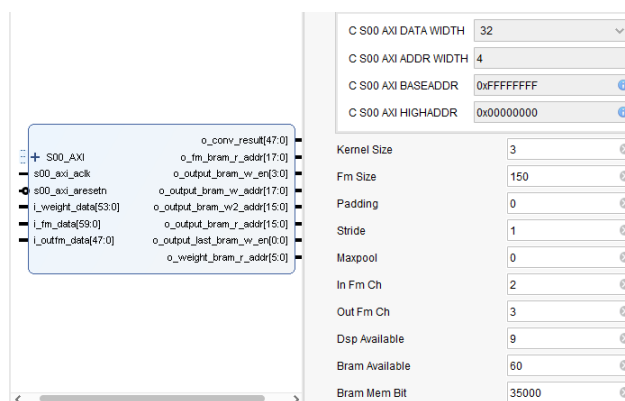 C S00 AXI DATA WIDTH 32
C S00 AXI ADDR WIDTH 4
C S00 AXI BASEADDR 0xFFFFFFFF
C S00 AXI HIGHADDR 0x00000000
S00_AXI
s00_axi_aclk
s00_axi_aresetn
i_weight_data[53:0]
i_fm_data[59:0]
i_outfm_data[47:0]
o_conv_result[47:0]
o_fm_bram_r_addr[17:0]
o_output_bram_w_en[3:0]
o_output_bram_w_addr[17:0]
o_output_bram_w2_addr[15:0]
o_output_bram_r_addr[15:0]
o_output_last_bram_w_en[0:0]
o_weight_bram_r_addr[5:0]
Kernel Size 3
Fm Size 150
Padding 0
Stride 1
Maxpool 0
In Fm Ch 2
Out Fm Ch 3
Dsp Available 9
Bram Available 60
Bram Mem Bit 35000